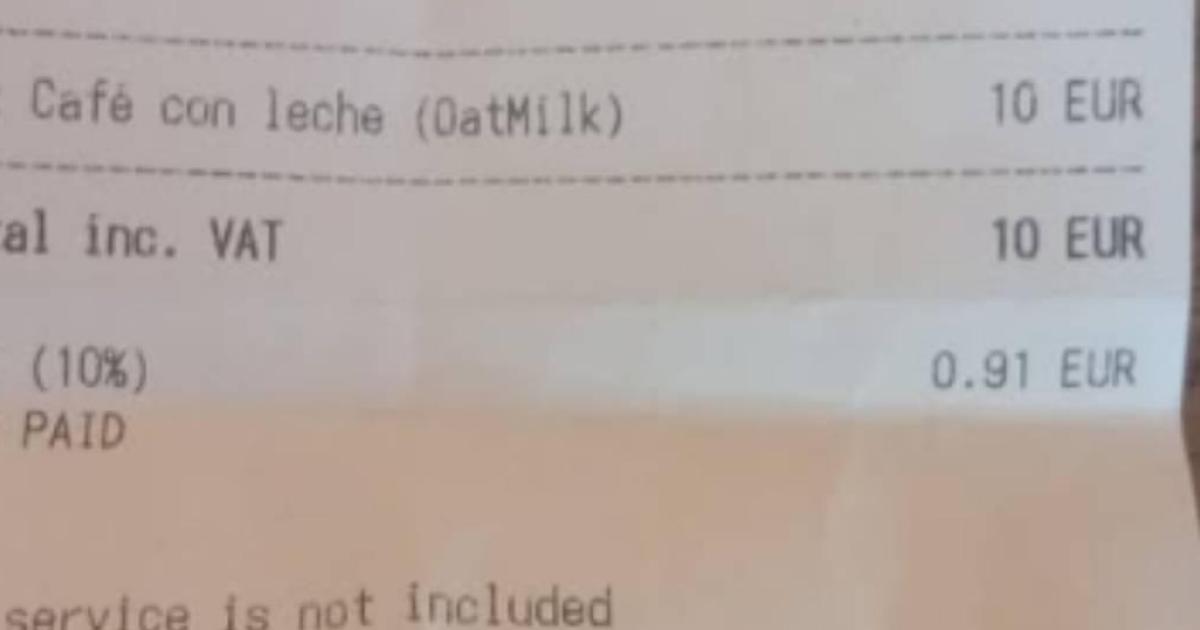 Café con leche (OatMilk) 10 EUR
al inc. VAT 10 EUR
(10%) 0.91 EUR
PAID
service is not included